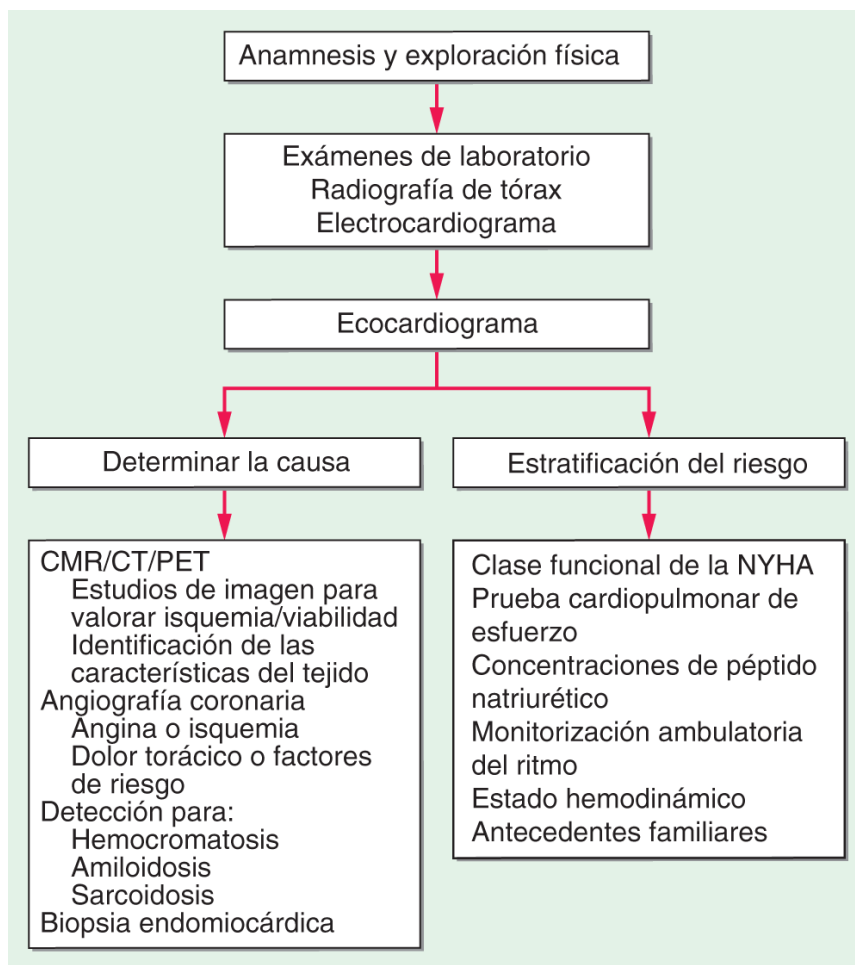 Anamnesis y exploración física
Exámenes de laboratorio
Radiografía de tórax
Electrocardiograma
Ecocardiograma
Determinar la causa
Estratificación del riesgo
CMR/CT/PET
Estudios de imagen para
valorar isquemia/viabilidad
Identificación de las
características del tejido
Angiografía coronaria
Angina o isquemia
Dolor torácico o factores
de riesgo
Detección para:
Hemocromatosis
Amiloidosis
Sarcoidosis
Biopsia endomiocárdica
Clase funcional de la NYHA
Prueba cardiopulmonar de
esfuerzo
Concentraciones de péptido
natriurético
Monitorización ambulatoria
del ritmo
Estado hemodinámico
Antecedentes familiares